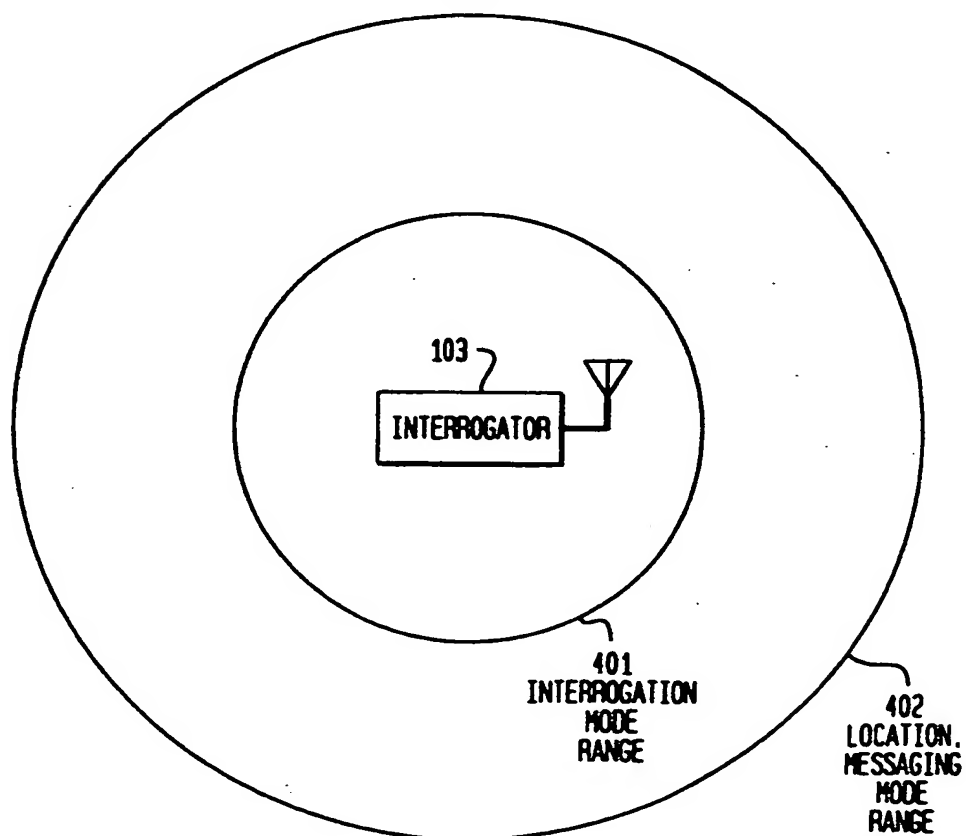 103
INTERROGATOR
401
INTERROGATION
MODE
RANGE
402
LOCATION.
MESSAGING
MODE
RANGE